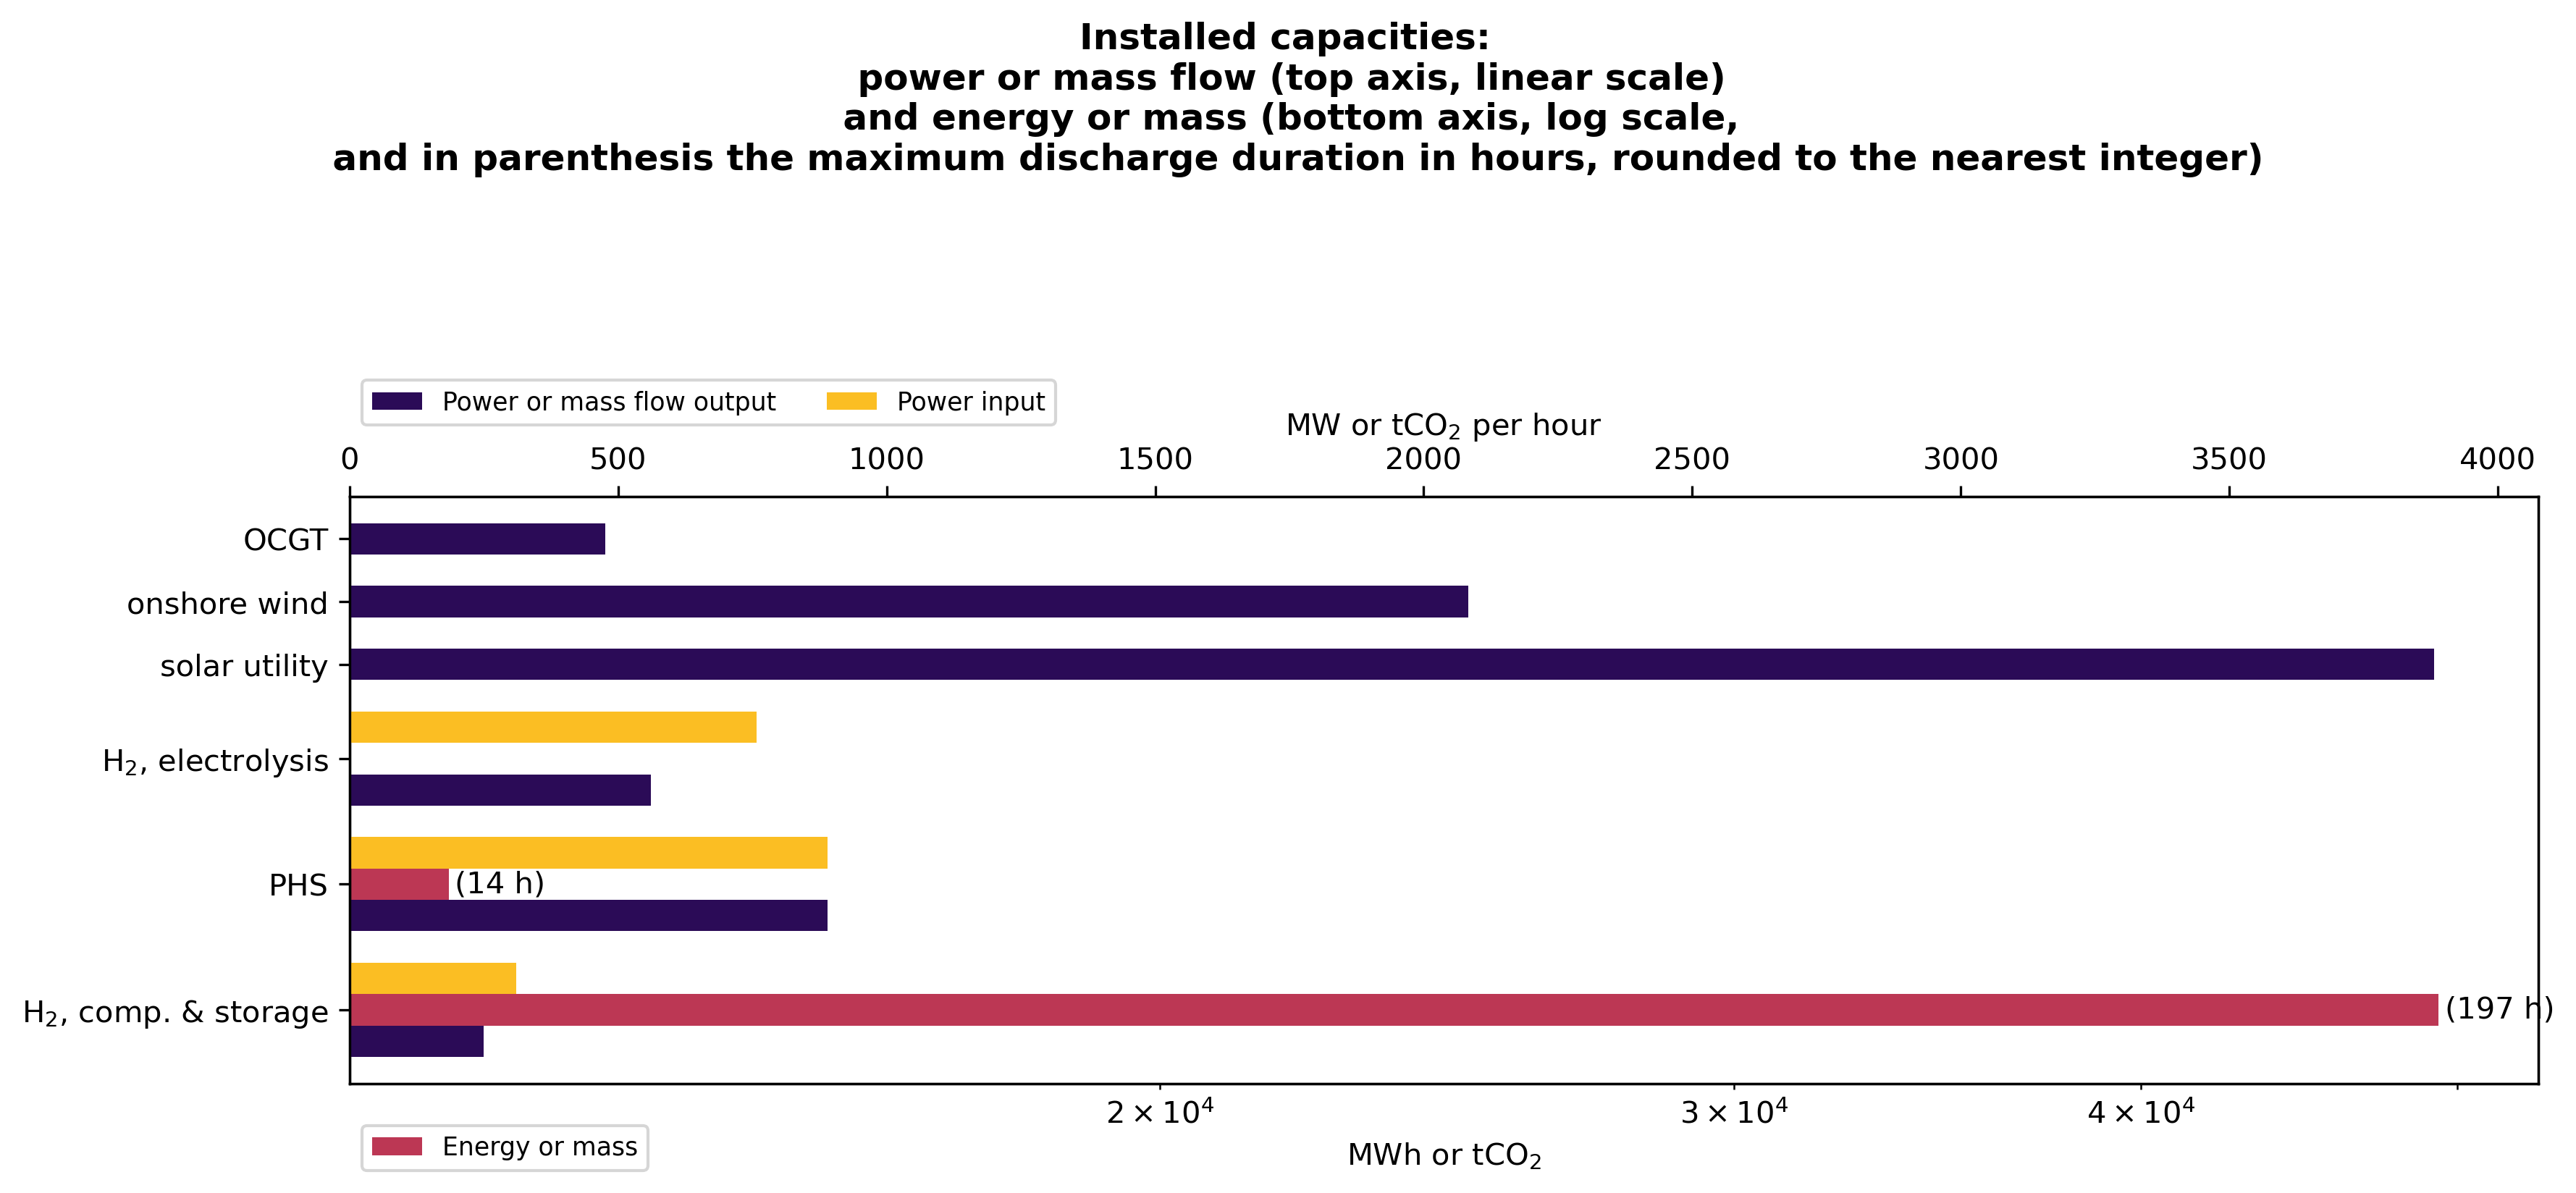 Installed capacities:
power or mass flow (top axis, linear scale)
and energy or mass (bottom axis, log scale,
and in parenthesis the maximum discharge duration in hours, rounded to the nearest integer)
Power or mass flow output Power input
MW or tCO₂ per hour
0 500 1000 1500 2000 2500 3000 3500 4000
OCGT
onshore wind
solar utility
H₂, electrolysis
PHS (14 h)
H₂, comp. & storage (197 h)
2 × 10⁴ 3 × 10⁴ 4 × 10⁴
Energy or mass
MWh or tCO₂